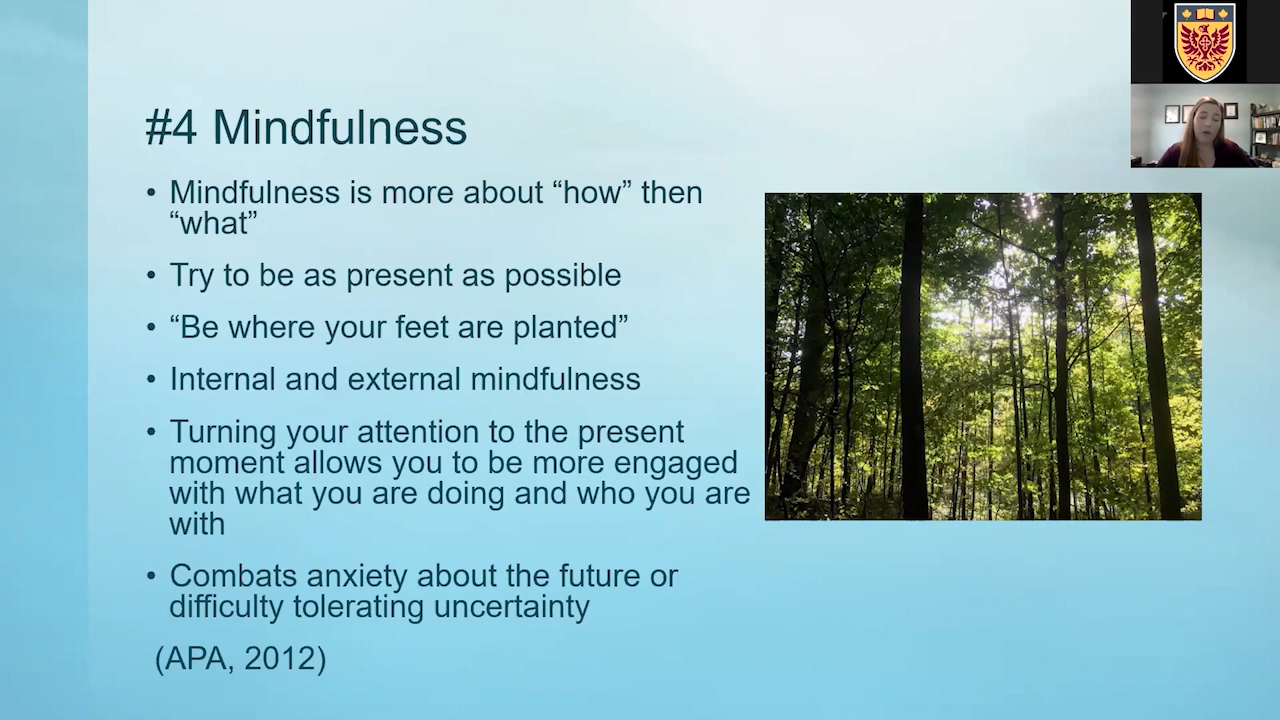 #4 Mindfulness
• Mindfulness is more about “how” then
“what”
• Try to be as present as possible
• “Be where your feet are planted”
• Internal and external mindfulness
• Turning your attention to the present
moment allows you to be more engaged
with what you are doing and who you are
with
• Combats anxiety about the future or
difficulty tolerating uncertainty
(APA, 2012)